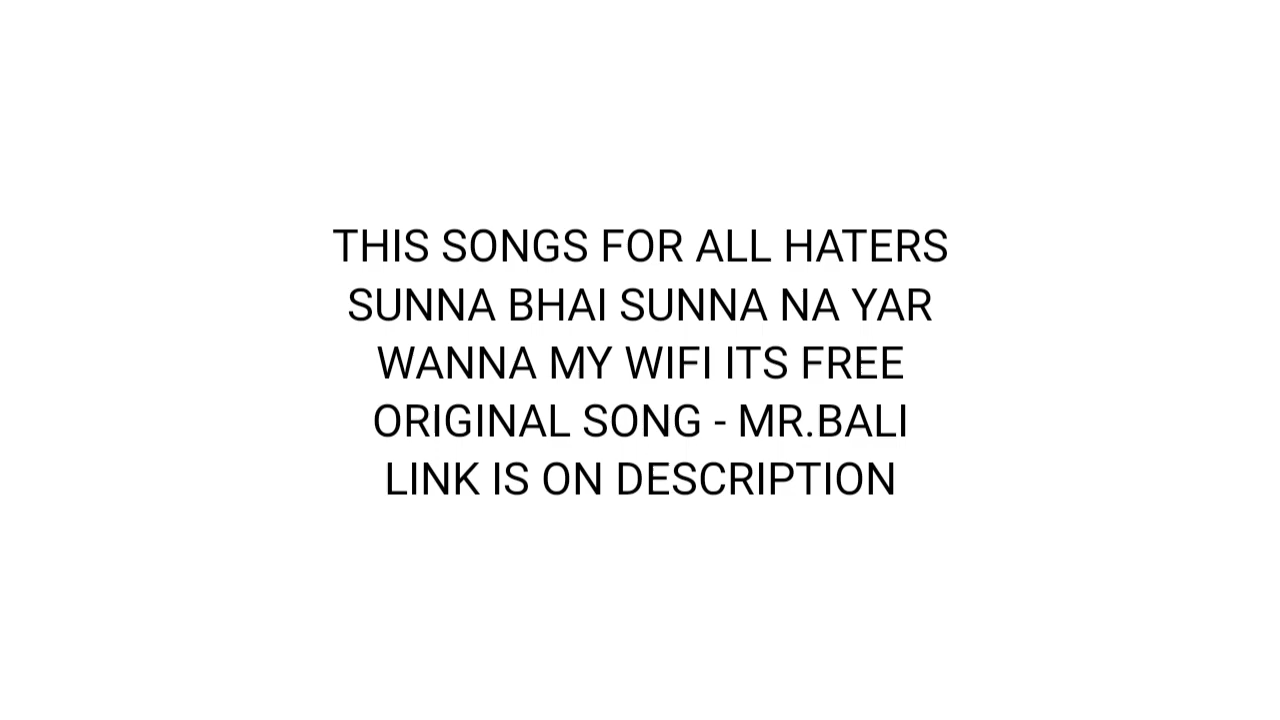 THIS SONGS FOR ALL HATERS
SUNNA BHAI SUNNA NA YAR
WANNA MY WIFI ITS FREE
ORIGINAL SONG - MR.BALI
LINK IS ON DESCRIPTION